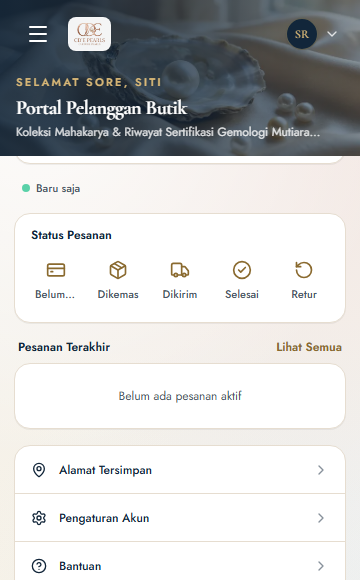 SR
SELAMAT SORE, SITI
Portal Pelanggan Butik
Koleksi Mahakarya & Riwayat Sertifikasi Gemologi Mutiara...
Baru saja
Status Pesanan
Belum... Dikemas Dikirim Selesai Retur
Pesanan Terakhir Lihat Semua
Belum ada pesanan aktif
Alamat Tersimpan
Pengaturan Akun
Bantuan